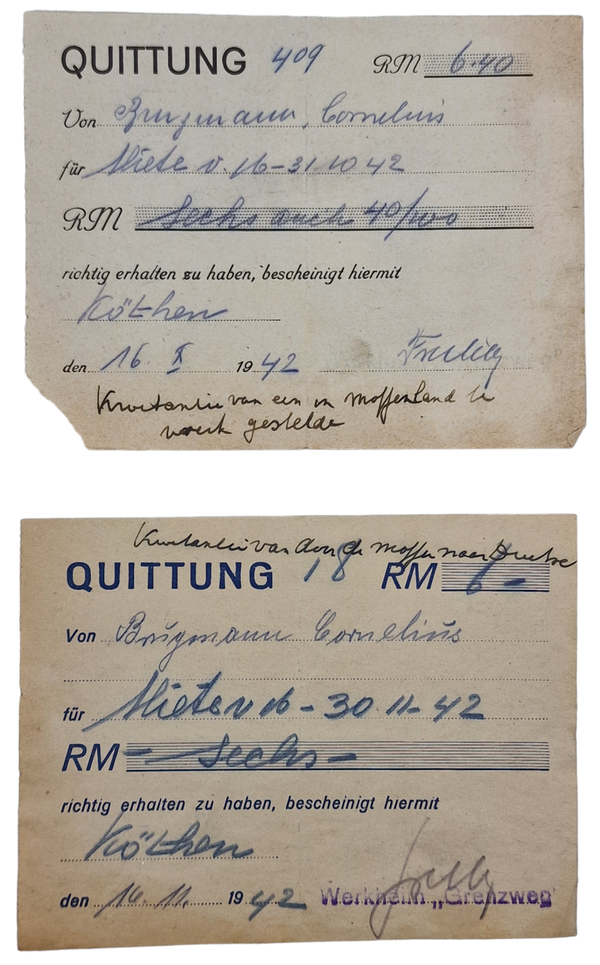 QUITTUNG 409 RM 6.40
Von Brugmann, Cornelius
für Miete v. 16-31 10 42
RM Sechs auch 40/100
richtig erhalten zu haben, bescheinigt hiermit
Köthen
den 16 X 1942
Kwitantie van een in moffenland te
werk gestelde
Kwitantie van door de moffen naar
QUITTUNG 18 RM 6-
Von Brugmann Cornelius
für Miete v 16 - 30 11 - 42
RM - Sechs -
richtig erhalten zu haben, bescheinigt hiermit
Köthen
den 16. 11. 1942 Werkheim „Grenzweg"